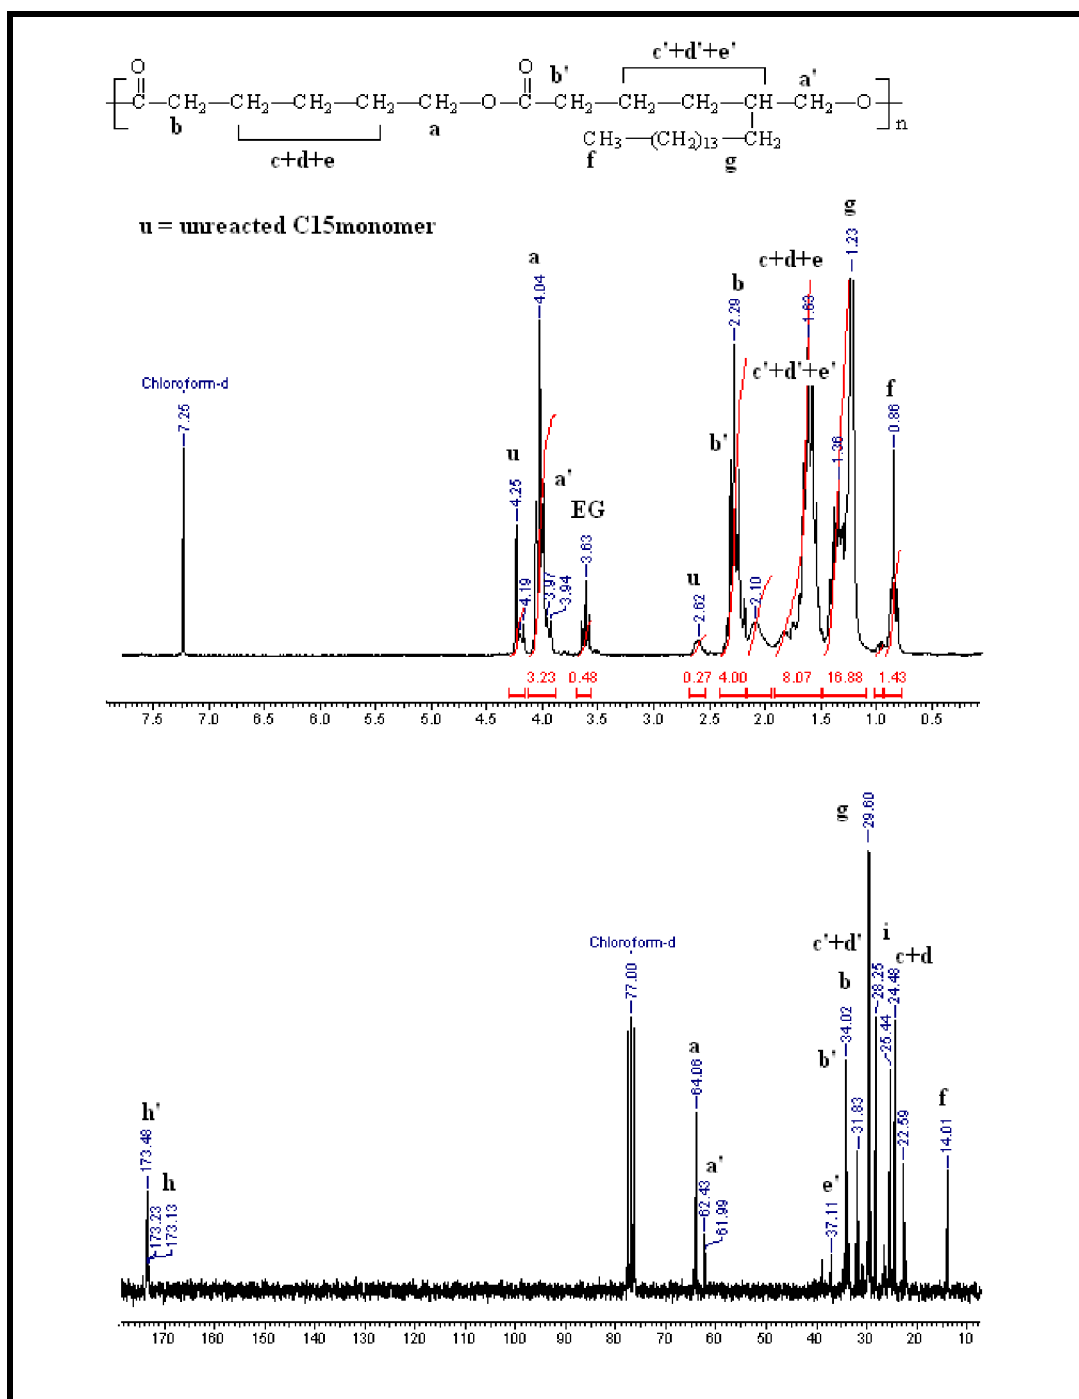 c'+d'+e'
O O b' a'
C–CH2–CH2–CH2–CH2–CH2–O–C–CH2–CH2–CH2–CH–CH2–O n
b a CH3–(CH2)13–CH2
c+d+e f g
u = unreacted C15monomer
g
1.23
a
4.04
c+d+e
1.63
b
2.29
Chloroform-d
7.25
c'+d'+e'
f
0.86
b'
1.36
u
4.25
a'
EG
3.63
4.19
3.97
3.94
u
2.62
2.10
3.23 0.48 0.27 4.00 8.07 16.88 1.43
7.5 7.0 6.5 6.0 5.5 5.0 4.5 4.0 3.5 3.0 2.5 2.0 1.5 1.0 0.5
g
29.60
Chloroform-d
77.00
c'+d'
i
28.25
c+d
24.48
b
34.02
25.44
a
64.06
b'
31.83
f
14.01
22.59
h'
173.48
h
173.23
173.13
a'
62.43
61.99
e'
37.11
170 160 150 140 130 120 110 100 90 80 70 60 50 40 30 20 10